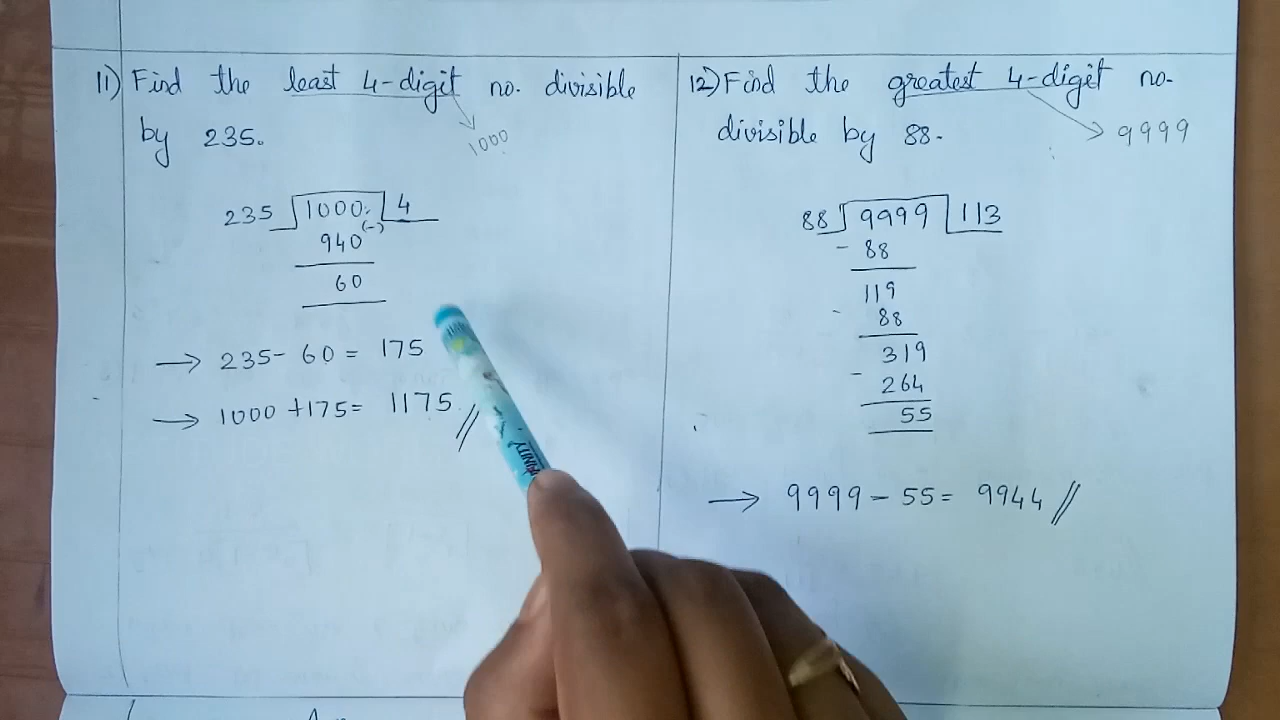 11) Find the least 4-digit no. divisible
by 235.
1000
235 1000 4
(-)
940
60
→ 235 - 60 = 175
→ 1000 + 175 = 1175 //
12) Find the greatest 4-digit no.
divisible by 88.
→ 9999
88 9999 113
- 88
119
- 88
319
- 264
55
→ 9999 - 55 = 9944 //